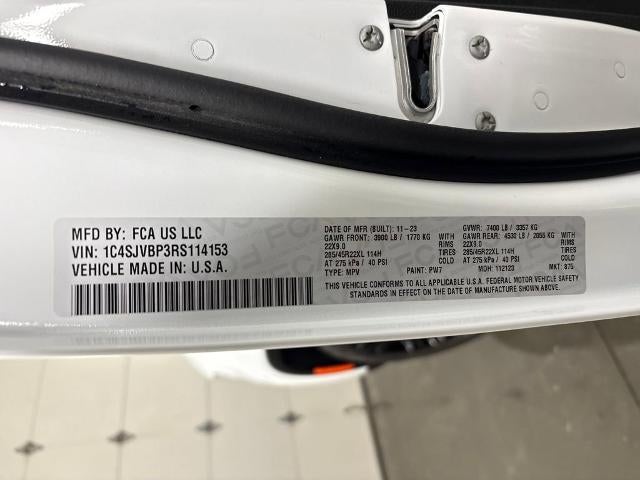 MFD BY: FCA US LLC
VIN: 1C4SJVBP3RS114153
VEHICLE MADE IN: U.S.A.
DATE OF MFR (BUILT): 11-23 GVWR: 7400 LB / 3357 KG
GAWR FRONT: 3900 LB / 1770 KG GAWR REAR: 4530 LB / 2055 KG
22X9.0 RIMS 22X9.0 RIMS
285/45R22XL 114H TIRES 285/45R22XL 114H TIRES
AT 275 kPa / 40 PSI COLD AT 275 kPa / 40 PSI COLD
TYPE: MPV PAINT: PW7 MDH: 112123 MKT: 875
THIS VEHICLE CONFORMS TO ALL APPLICABLE U.S. FEDERAL MOTOR VEHICLE SAFETY
STANDARDS IN EFFECT ON THE DATE OF MANUFACTURE SHOWN ABOVE.